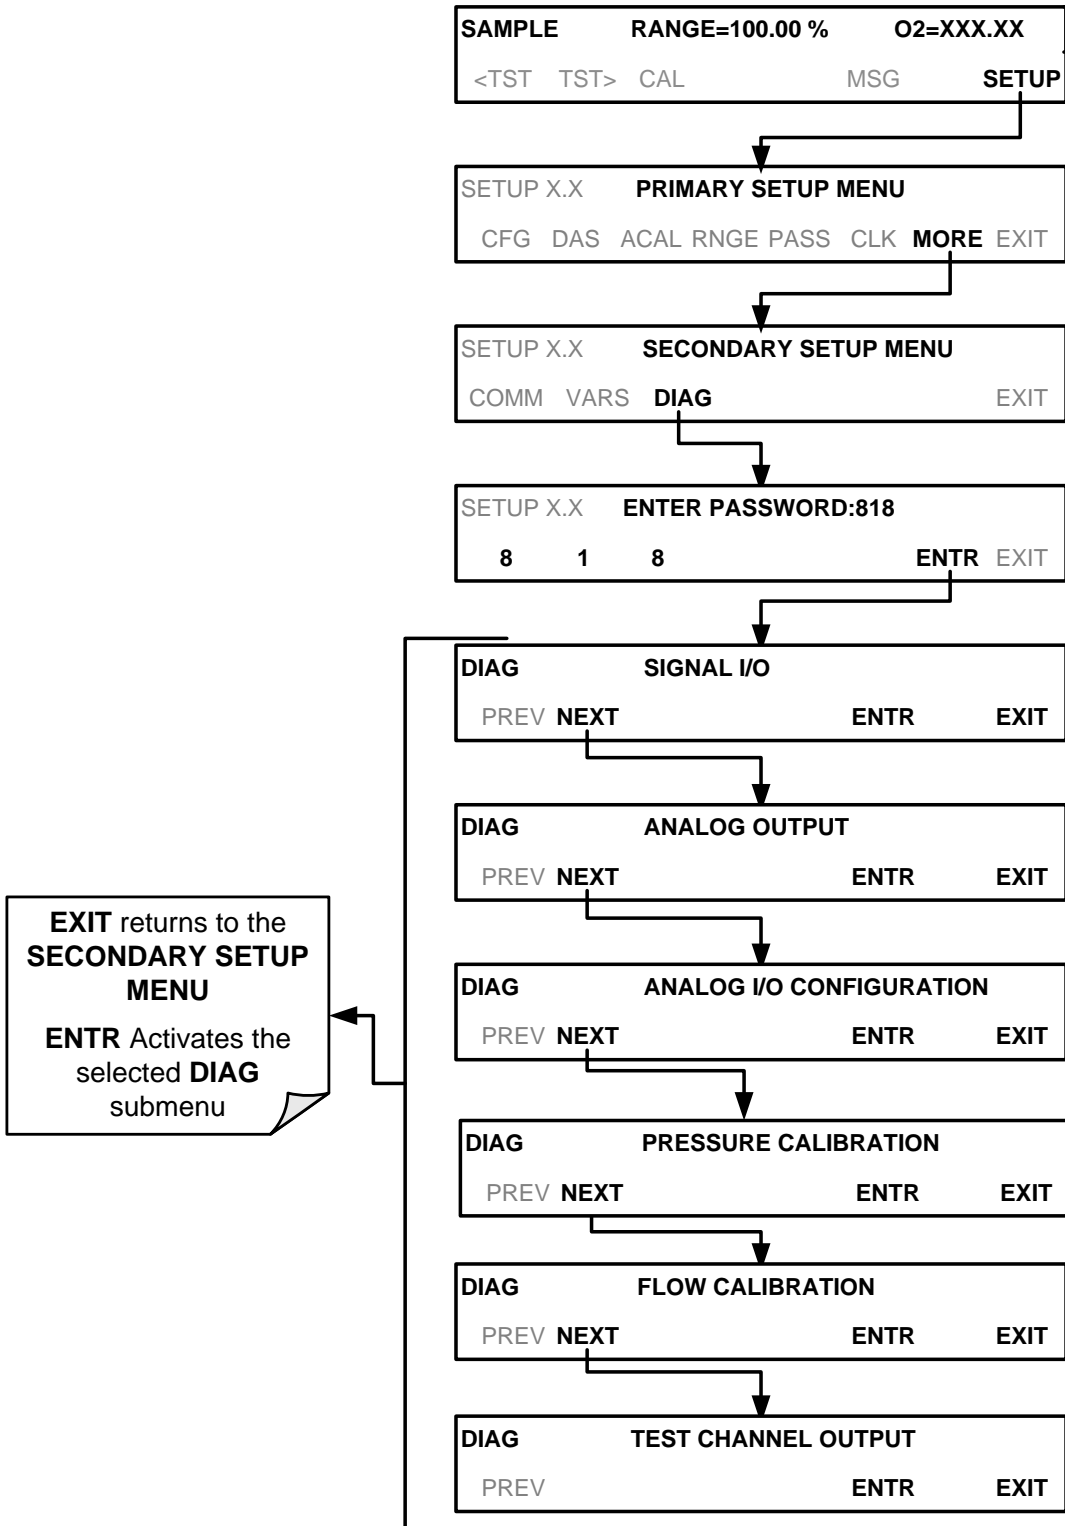 SAMPLE RANGE=100.00 % O2=XXX.XX
<TST TST> CAL MSG SETUP
SETUP X.X PRIMARY SETUP MENU
CFG DAS ACAL RNGE PASS CLK MORE EXIT
SETUP X.X SECONDARY SETUP MENU
COMM VARS DIAG EXIT
SETUP X.X ENTER PASSWORD:818
8 1 8 ENTR EXIT
DIAG SIGNAL I/O
PREV NEXT ENTR EXIT
DIAG ANALOG OUTPUT
PREV NEXT ENTR EXIT
DIAG ANALOG I/O CONFIGURATION
PREV NEXT ENTR EXIT
DIAG PRESSURE CALIBRATION
PREV NEXT ENTR EXIT
DIAG FLOW CALIBRATION
PREV NEXT ENTR EXIT
DIAG TEST CHANNEL OUTPUT
PREV ENTR EXIT
EXIT returns to the
SECONDARY SETUP
MENU
ENTR Activates the
selected DIAG
submenu